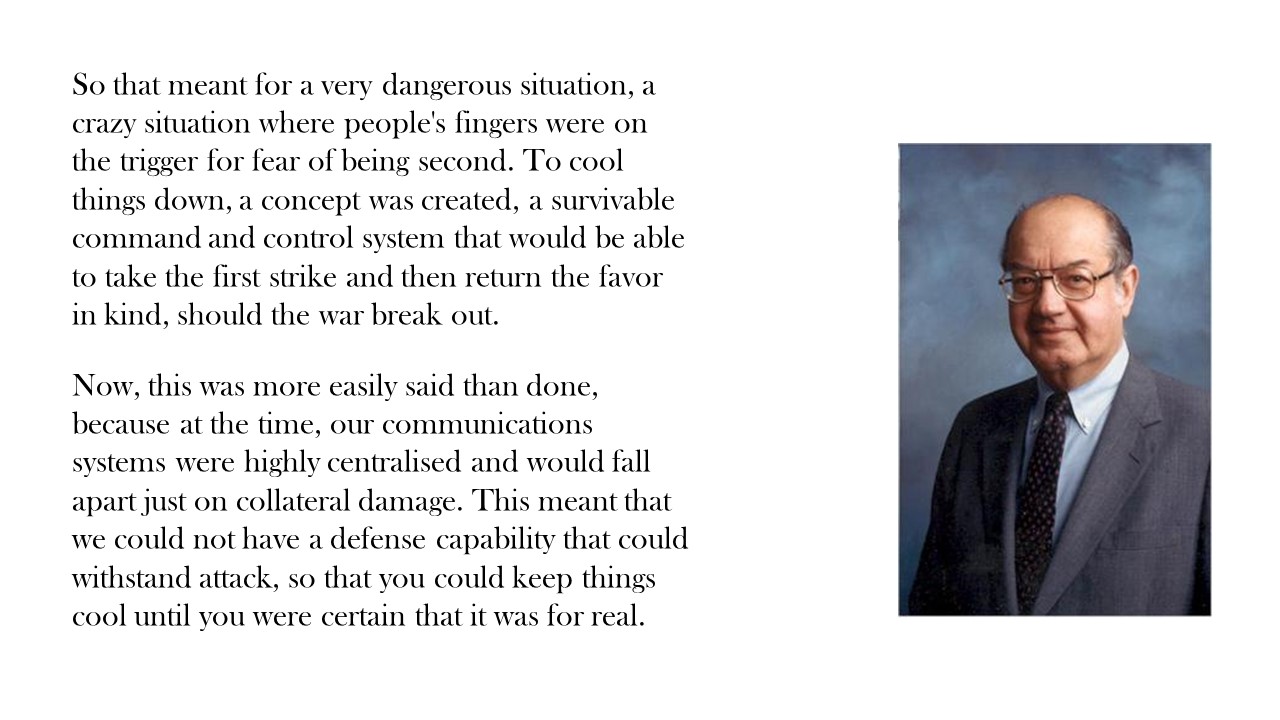 So that meant for a very dangerous situation, a
crazy situation where people's fingers were on
the trigger for fear of being second. To cool
things down, a concept was created, a survivable
command and control system that would be able
to take the first strike and then return the favor
in kind, should the war break out.
Now, this was more easily said than done,
because at the time, our communications
systems were highly centralised and would fall
apart just on collateral damage. This meant that
we could not have a defense capability that could
withstand attack, so that you could keep things
cool until you were certain that it was for real.